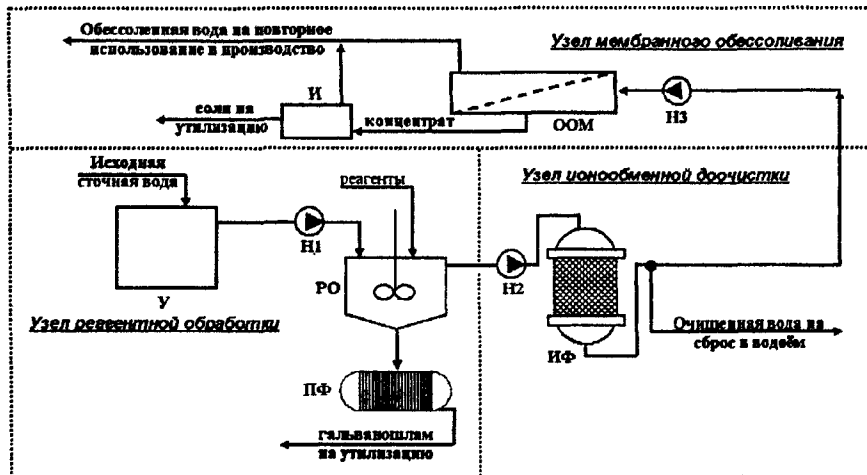 Обессоленная вода на повторное
использование в производство
Узел мембранного обессоливания
И
соли на
утилизацию
концентрат
ООМ
Н3
Исходная
сточная вода
реагенты
Узел ионообменной доочистки
Н1
Н2
РО
У
Узел реагентной обработки
ИФ
Очищенная вода на
сброс в водоём
ПФ
гальваношлам
на утилизацию